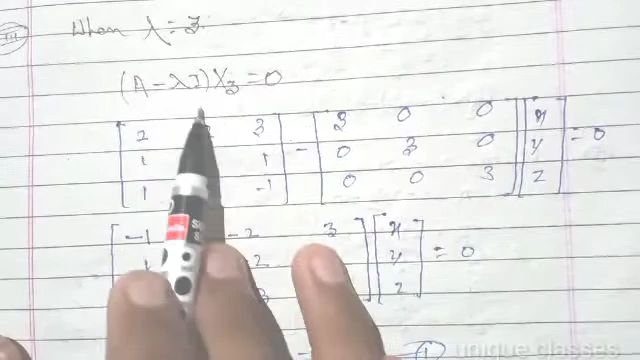 When λ=3
(A-λI)X₃=0
2 3 - 3 0 0 x = 0
1 1 0 3 0 y
1 -1 0 0 3 z
-1 -2 3 x
-2 y = 0
z
unique classes